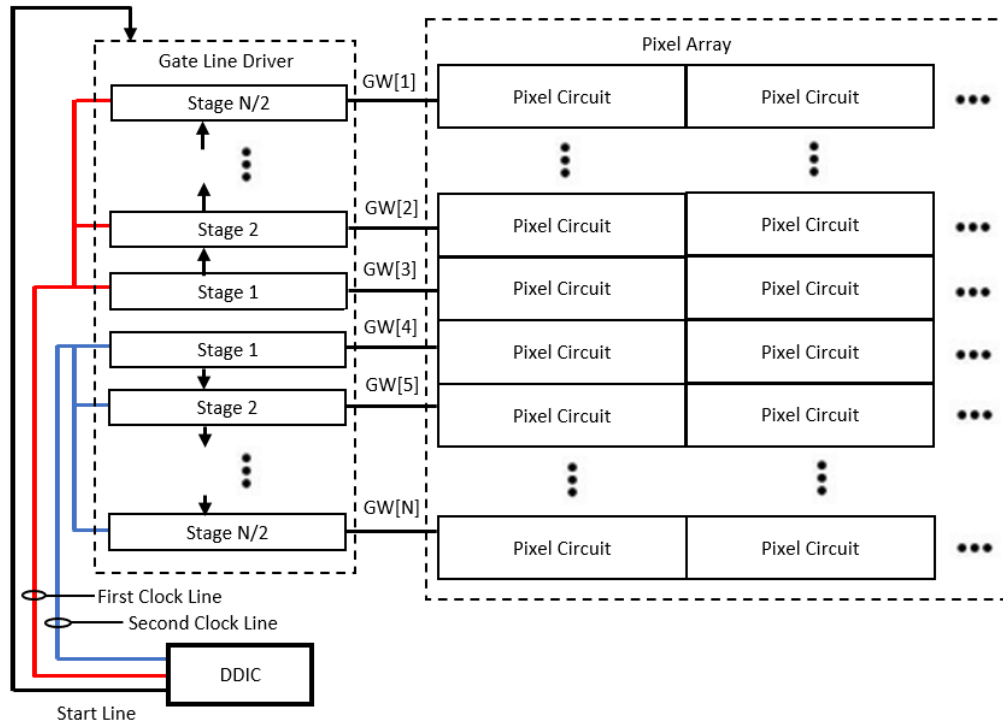 Gate Line Driver
Pixel Array
Stage N/2
GW[1]
Pixel Circuit
Pixel Circuit
Stage 2
GW[2]
Pixel Circuit
Pixel Circuit
Stage 1
GW[3]
Pixel Circuit
Pixel Circuit
Stage 1
GW[4]
Pixel Circuit
Pixel Circuit
Stage 2
GW[5]
Pixel Circuit
Pixel Circuit
Stage N/2
GW[N]
Pixel Circuit
Pixel Circuit
First Clock Line
Second Clock Line
DDIC
Start Line